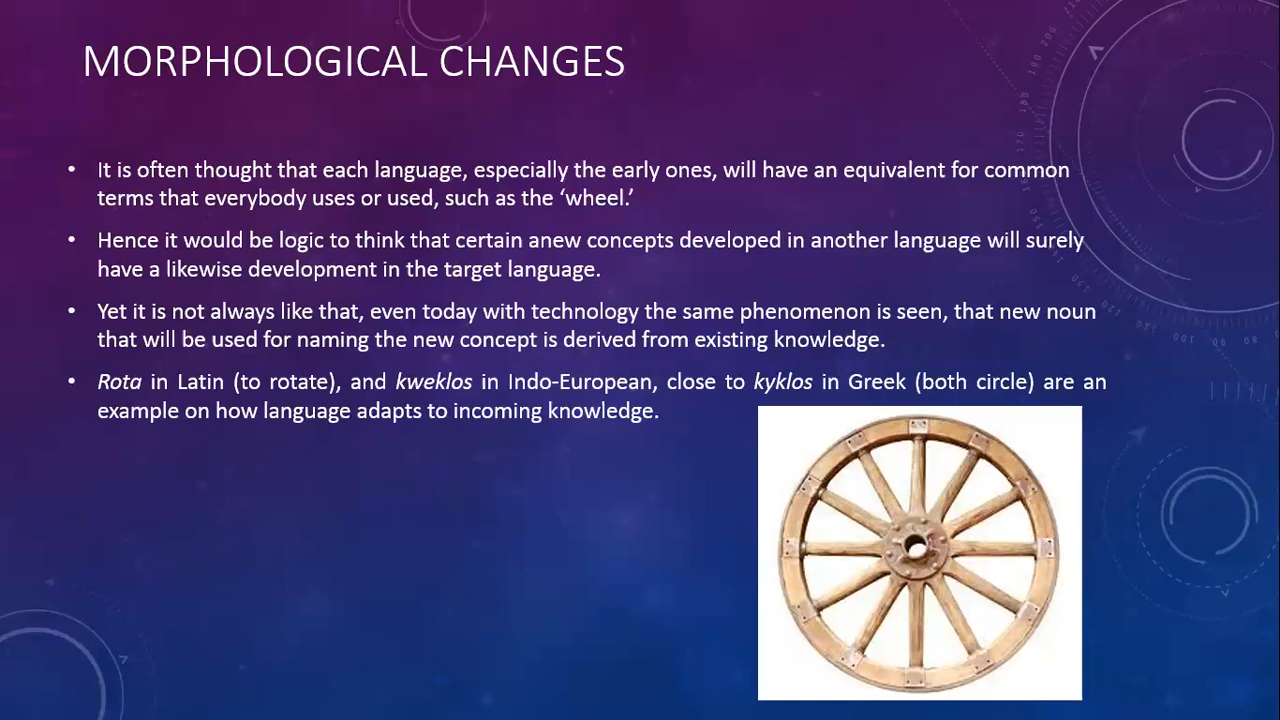 MORPHOLOGICAL CHANGES
• It is often thought that each language, especially the early ones, will have an equivalent for common
terms that everybody uses or used, such as the ‘wheel.’
• Hence it would be logic to think that certain anew concepts developed in another language will surely
have a likewise development in the target language.
• Yet it is not always like that, even today with technology the same phenomenon is seen, that new noun
that will be used for naming the new concept is derived from existing knowledge.
• Rota in Latin (to rotate), and kweklos in Indo-European, close to kyklos in Greek (both circle) are an
example on how language adapts to incoming knowledge.